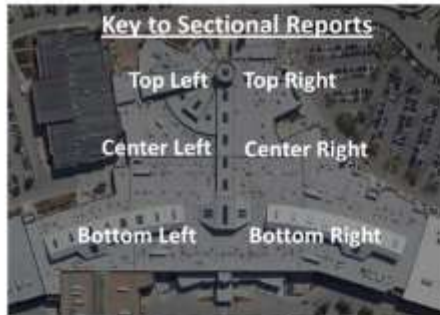 Key to Sectional Reports
Top Left Top Right
Center Left Center Right
Bottom Left Bottom Right